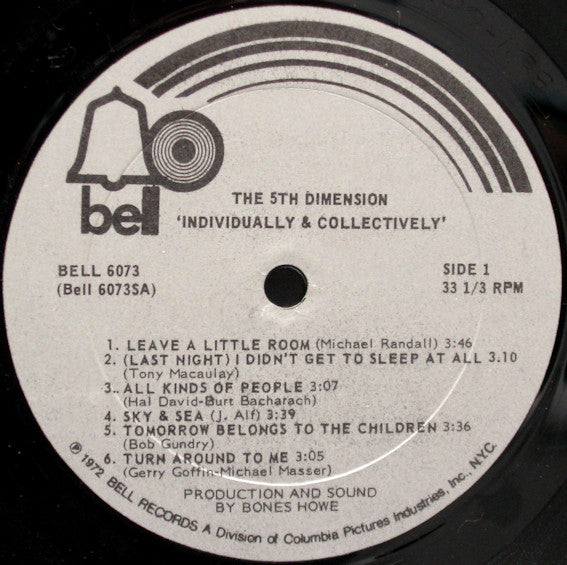 bell
THE 5TH DIMENSION
'INDIVIDUALLY & COLLECTIVELY'
BELL 6073
(Bell 6073SA)
SIDE 1
33 1/3 RPM
1. LEAVE A LITTLE ROOM (Michael Randall) 3:46
2. (LAST NIGHT) I DIDN'T GET TO SLEEP AT ALL 3.10
(Tony Macaulay)
3.. ALL KINDS OF PEOPLE 3:07
(Hal David-Burt Bacharach)
4. SKY & SEA (J. Alf) 3:39
5. TOMORROW BELONGS TO THE CHILDREN 3:36
(Bob Gundry)
6. TURN AROUND TO ME 3:05
(Gerry Goffin-Michael Masser)
PRODUCTION AND SOUND
BY BONES HOWE
℗ 1972 BELL RECORDS A Division of Columbia Pictures Industries, Inc., N.Y.C.